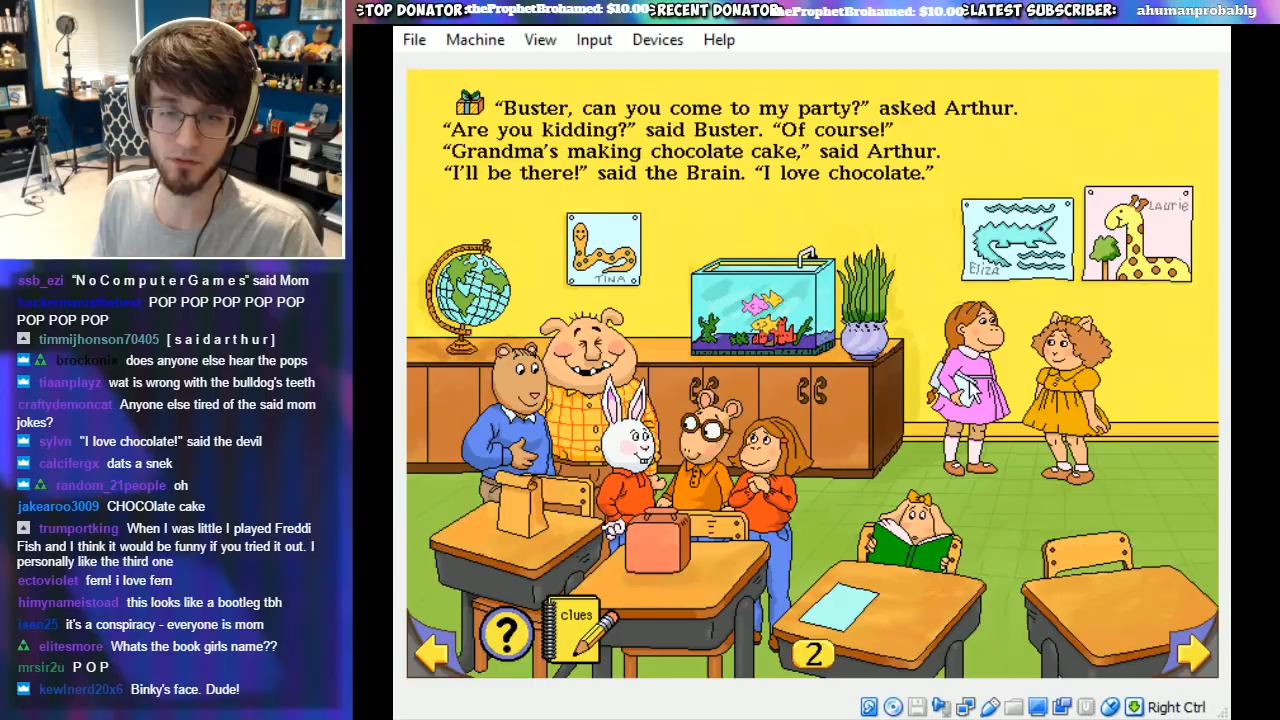 TOP DONATOR: theProphetBrohamed: $10.00 RECENT DONATOR: theProphetBrohamed: $10.00 LATEST SUBSCRIBER: ahumanprobably
File Machine View Input Devices Help
“Buster, can you come to my party?” asked Arthur.
“Are you kidding?” said Buster. “Of course!”
“Grandma's making chocolate cake,” said Arthur.
“I'll be there!” said the Brain. “I love chocolate.”
TINA
Eliza
LAURIE
clues
?
2
Right Ctrl
ssb_ezi "N o C o m p u t e r G a m e s" said Mom
POP POP POP POP POP
POP POP POP
timmijhonson70405 [ s a i d a r t h u r ]
brockonix does anyone else hear the pops
tiaanplayz wat is wrong with the bulldog's teeth
craftydemoncat Anyone else tired of the said mom
jokes?
sylvn "I love chocolate!" said the devil
calcifergx dats a snek
random_21people oh
jakearoo3009 CHOCOlate cake
trumportking When I was little I played Freddi
Fish and I think it would be funny if you tried it out. I
personally like the third one
ectoviolet fern! i love fern
himynameistoad this looks like a bootleg tbh
isan25 it's a conspiracy - everyone is mom
elitesmore Whats the book girls name??
mrsir2u P O P
kewlnerd20x6 Binky's face. Dude!